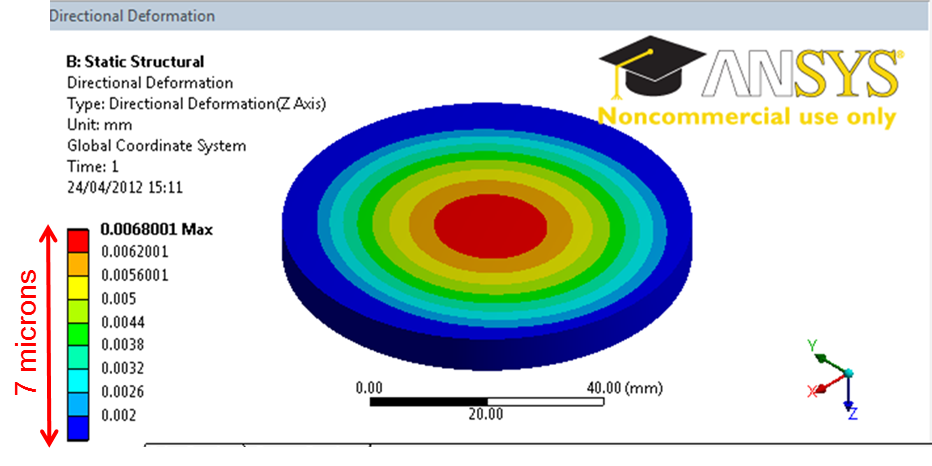 Directional Deformation
B: Static Structural
Directional Deformation
Type: Directional Deformation(Z Axis)
Unit: mm
Global Coordinate System
Time: 1
24/04/2012 15:11
ANSYS®
Noncommercial use only
7 microns
0.0068001 Max
0.0062001
0.0056001
0.005
0.0044
0.0038
0.0032
0.0026
0.002
0.00
40.00 (mm)
20.00
Y
X
Z